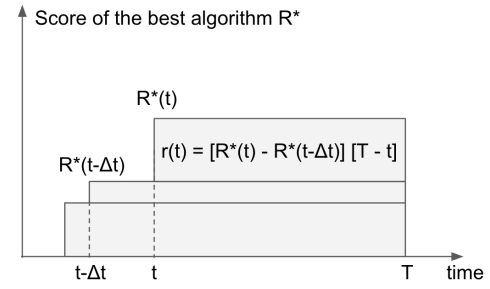 Score of the best algorithm R*
R*(t)
R*(t-Δt)
r(t) = [R*(t) - R*(t-Δt)] [T - t]
t-Δt
t
T
time